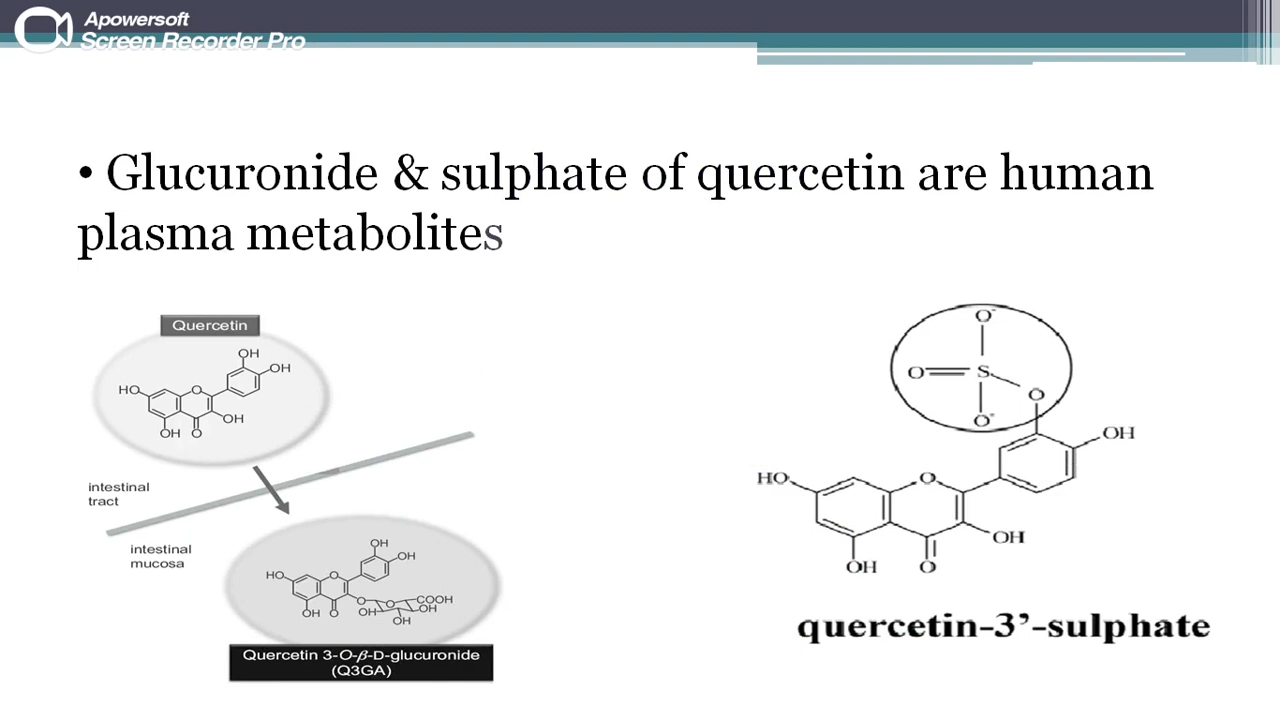 Apowersoft
Screen Recorder Pro
• Glucuronide & sulphate of quercetin are human
plasma metabolites
Quercetin
OH
OH
HO
O
OH
OH
O
intestinal
tract
intestinal
mucosa
OH
OH
HO
O
O
OH
O
OH
O
COOH
OH
OH
Quercetin 3-O-β-D-glucuronide
(Q3GA)
O⁻
O
S
O
O⁻
OH
HO
O
OH
OH
O
quercetin-3’-sulphate